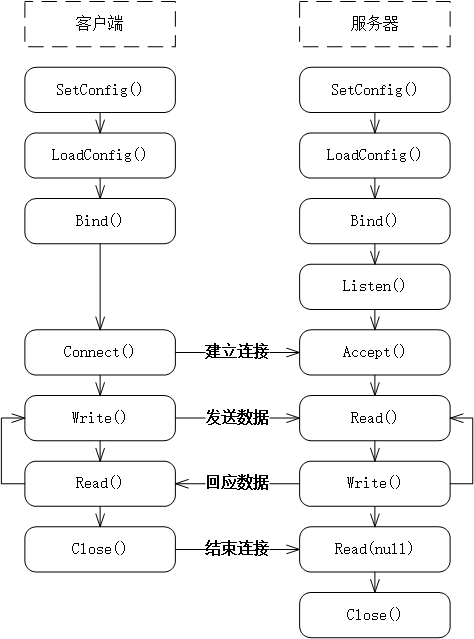 客户端
服务器
SetConfig()
SetConfig()
LoadConfig()
LoadConfig()
Bind()
Bind()
Listen()
Connect()
建立连接
Accept()
Write()
发送数据
Read()
Read()
回应数据
Write()
Close()
结束连接
Read(null)
Close()